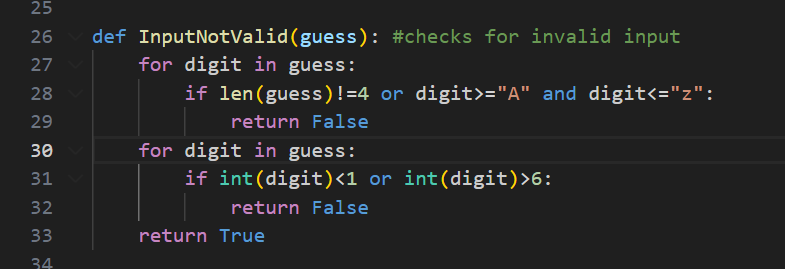 25
26 def InputNotValid(guess): #checks for invalid input
27     for digit in guess:
28         if len(guess)!=4 or digit>="A" and digit<="z":
29             return False
30     for digit in guess:
31         if int(digit)<1 or int(digit)>6:
32             return False
33     return True
34